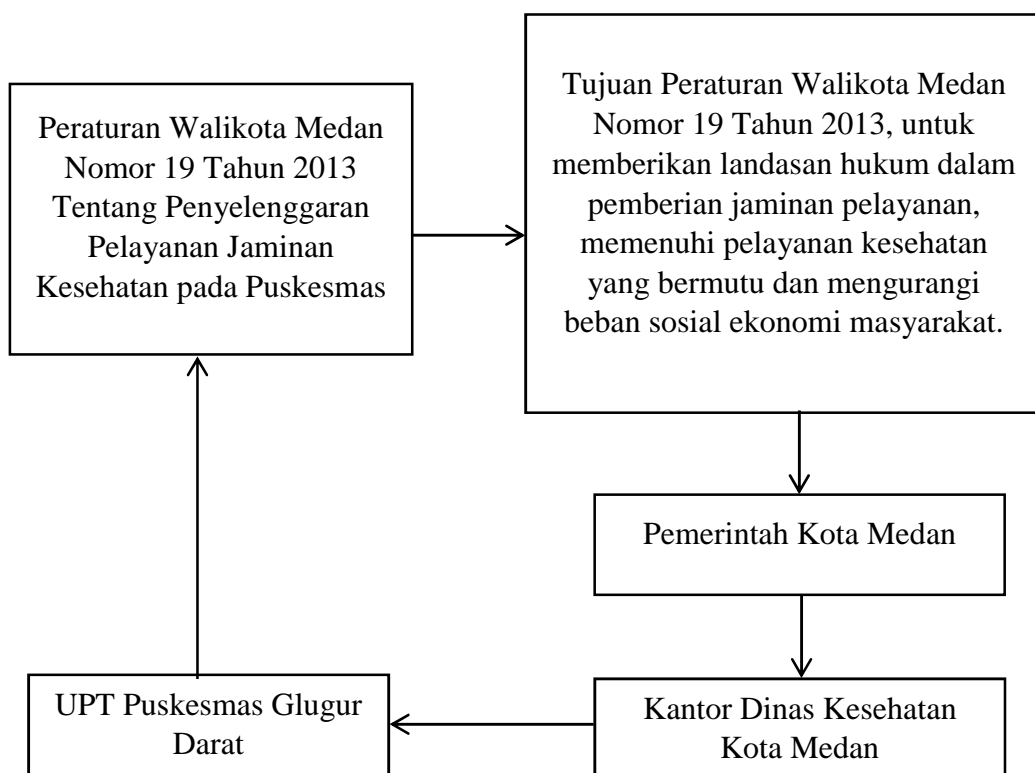 Peraturan Walikota Medan
Nomor 19 Tahun 2013
Tentang Penyelenggaran
Pelayanan Jaminan
Kesehatan pada Puskesmas
Tujuan Peraturan Walikota Medan
Nomor 19 Tahun 2013, untuk
memberikan landasan hukum dalam
pemberian jaminan pelayanan,
memenuhi pelayanan kesehatan
yang bermutu dan mengurangi
beban sosial ekonomi masyarakat.
Pemerintah Kota Medan
Kantor Dinas Kesehatan
Kota Medan
UPT Puskesmas Glugur
Darat